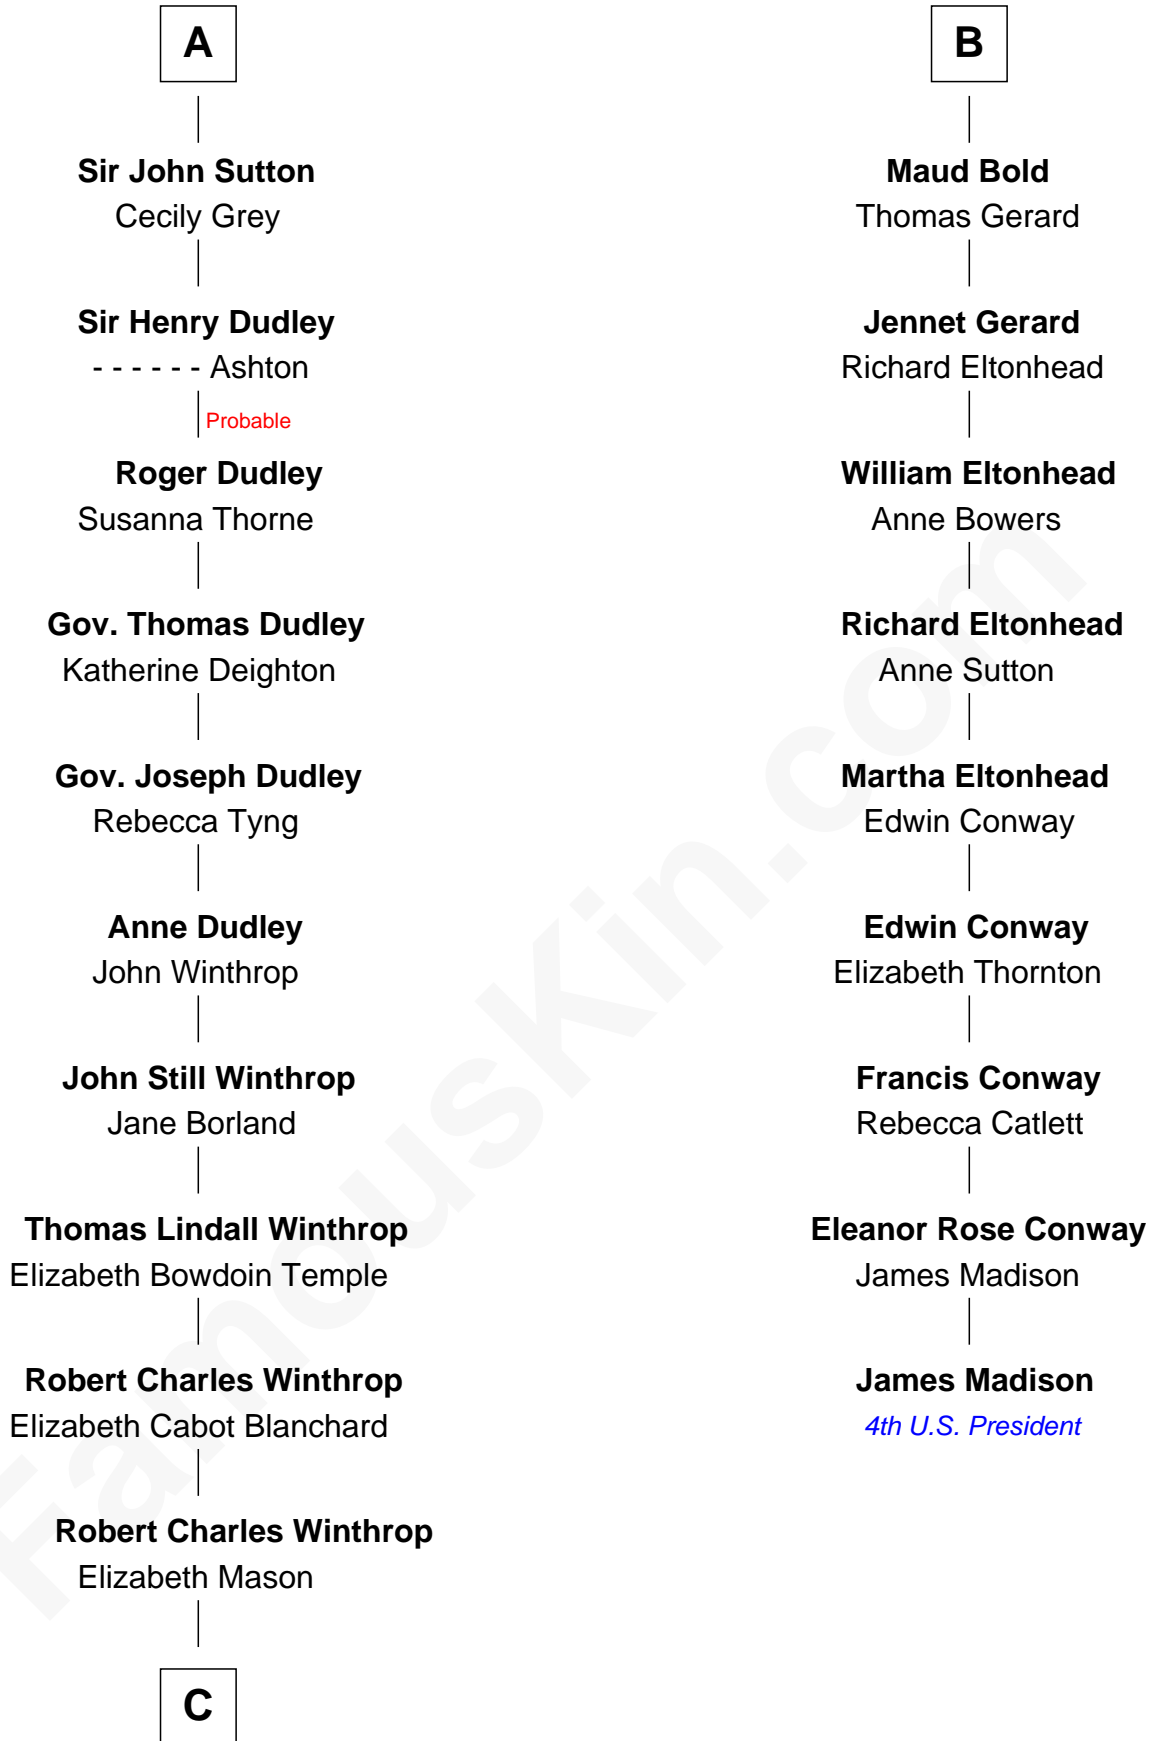 A
Sir John Sutton
Cecily Grey
Sir Henry Dudley
- - - - - - Ashton
Probable
Roger Dudley
Susanna Thorne
Gov. Thomas Dudley
Katherine Deighton
Gov. Joseph Dudley
Rebecca Tyng
Anne Dudley
John Winthrop
John Still Winthrop
Jane Borland
Thomas Lindall Winthrop
Elizabeth Bowdoin Temple
Robert Charles Winthrop
Elizabeth Cabot Blanchard
Robert Charles Winthrop
Elizabeth Mason
C
B
Maud Bold
Thomas Gerard
Jennet Gerard
Richard Eltonhead
William Eltonhead
Anne Bowers
Richard Eltonhead
Anne Sutton
Martha Eltonhead
Edwin Conway
Edwin Conway
Elizabeth Thornton
Francis Conway
Rebecca Catlett
Eleanor Rose Conway
James Madison
James Madison
4th U.S. President
FamousKin.com